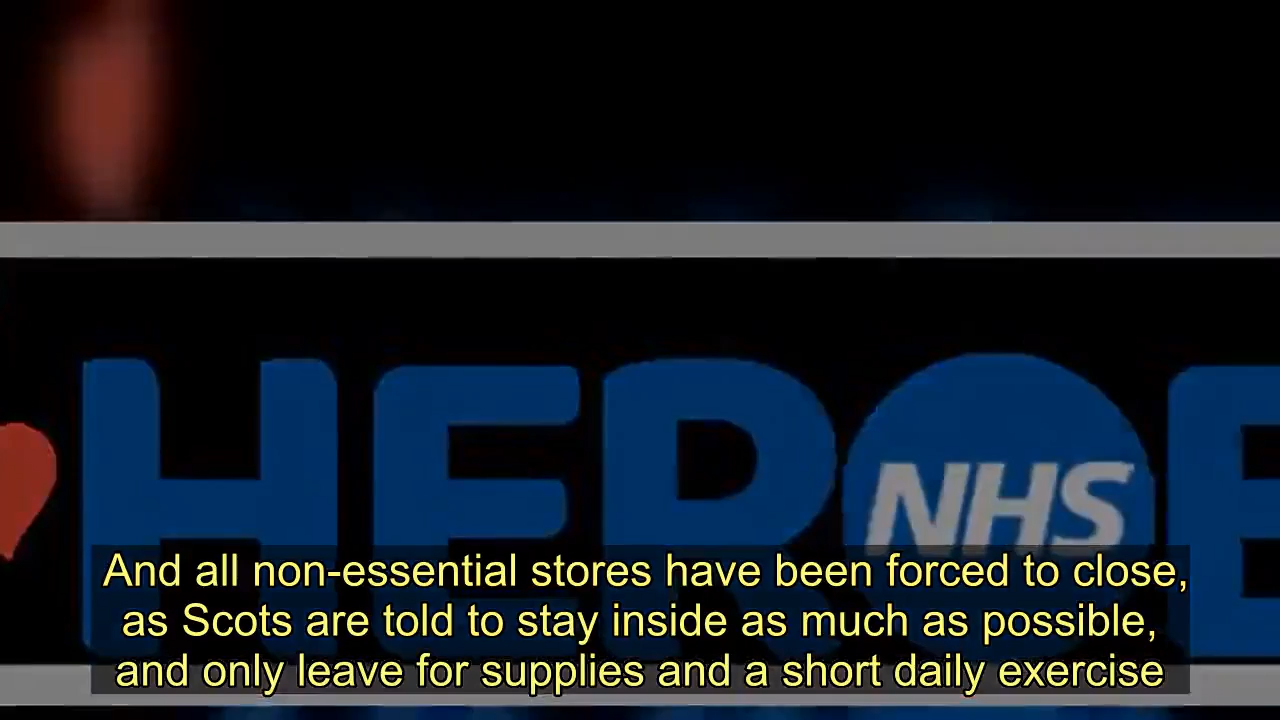 HEROE
NHS
And all non-essential stores have been forced to close,
as Scots are told to stay inside as much as possible,
and only leave for supplies and a short daily exercise